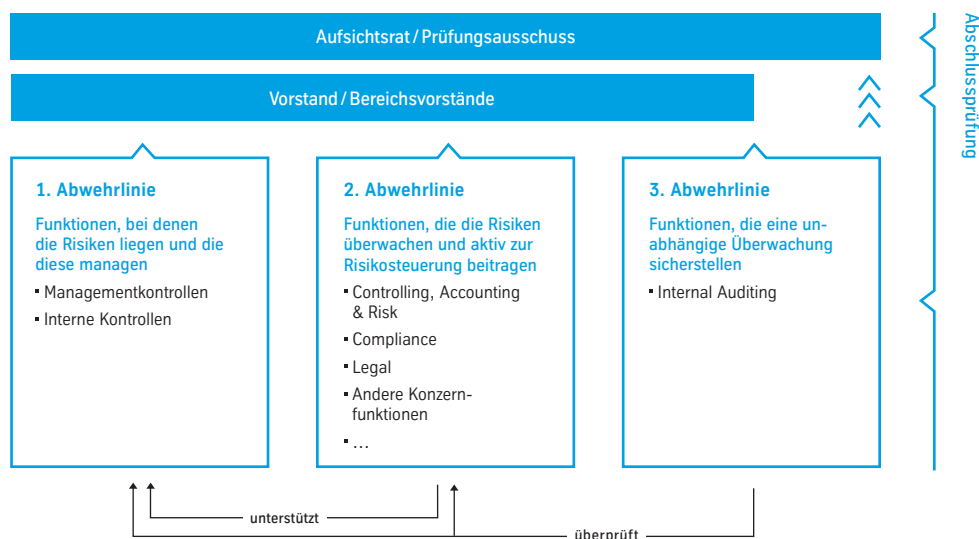 Aufsichtsrat / Prüfungsausschuss
Vorstand / Bereichsvorstände
1. Abwehrlinie
Funktionen, bei denen
die Risiken liegen und die
diese managen
▪ Managementkontrollen
▪ Interne Kontrollen
2. Abwehrlinie
Funktionen, die die Risiken
überwachen und aktiv zur
Risikosteuerung beitragen
▪ Controlling, Accounting
& Risk
▪ Compliance
▪ Legal
▪ Andere Konzern-
funktionen
▪ …
3. Abwehrlinie
Funktionen, die eine un-
abhängige Überwachung
sicherstellen
▪ Internal Auditing
unterstützt
überprüft
Abschlussprüfung